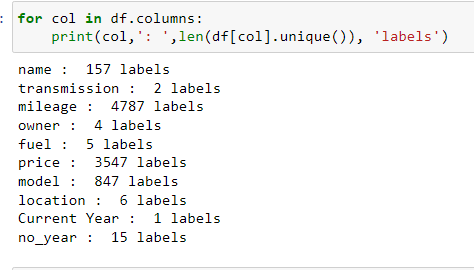 for col in df.columns:
    print(col,': ',len(df[col].unique()), 'labels')
name :  157 labels
transmission :  2 labels
mileage :  4787 labels
owner :  4 labels
fuel :  5 labels
price :  3547 labels
model :  847 labels
location :  6 labels
Current Year :  1 labels
no_year :  15 labels